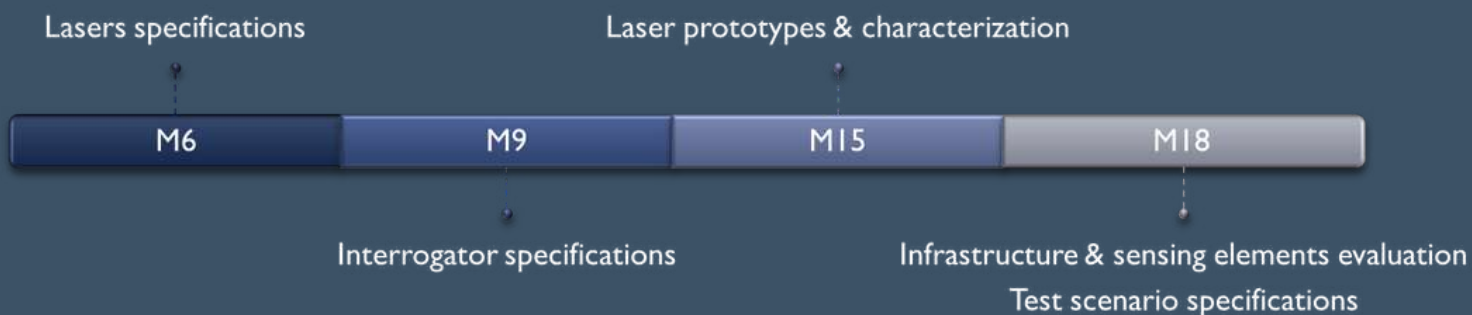 Lasers specifications
Laser prototypes & characterization
M6
M9
M15
M18
Interrogator specifications
Infrastructure & sensing elements evaluation
Test scenario specifications